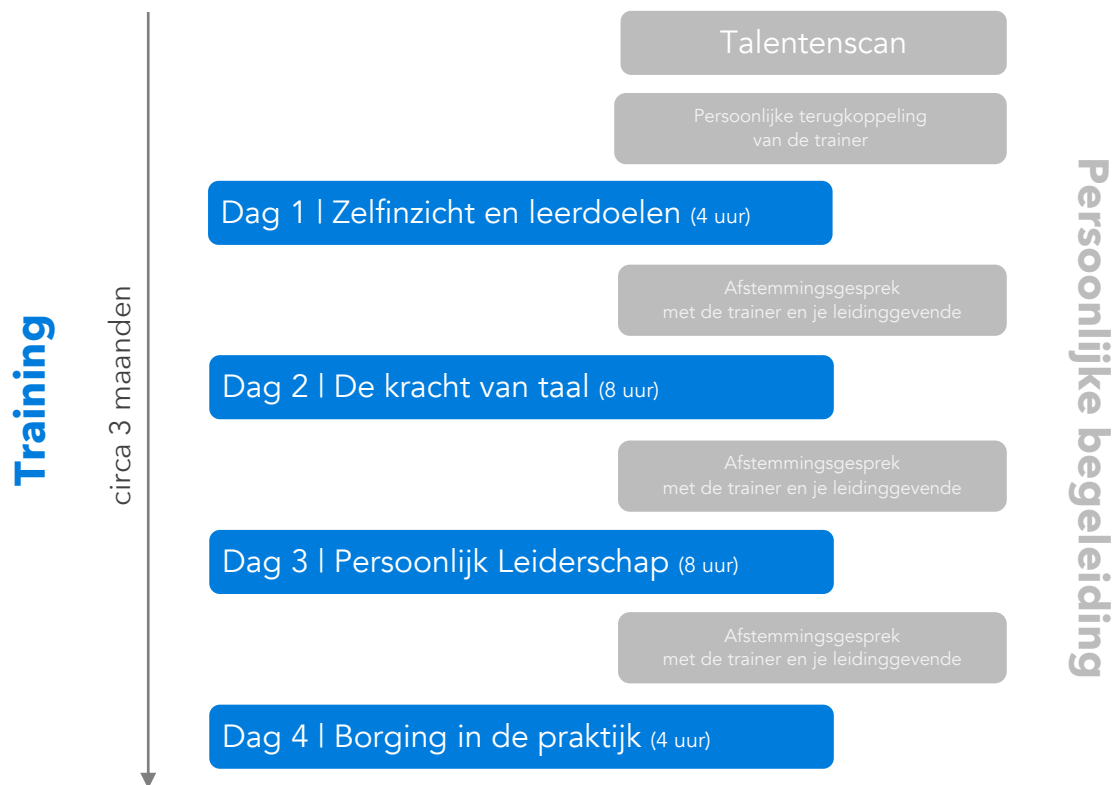 Talentenscan
Persoonlijke terugkoppeling
van de trainer
Dag 1 | Zelfinzicht en leerdoelen (4 uur)
Afstemmingsgesprek
met de trainer en je leidinggevende
Dag 2 | De kracht van taal (8 uur)
Afstemmingsgesprek
met de trainer en je leidinggevende
Dag 3 | Persoonlijk Leiderschap (8 uur)
Afstemmingsgesprek
met de trainer en je leidinggevende
Dag 4 | Borging in de praktijk (4 uur)
Training
circa 3 maanden
Persoonlijke begeleiding